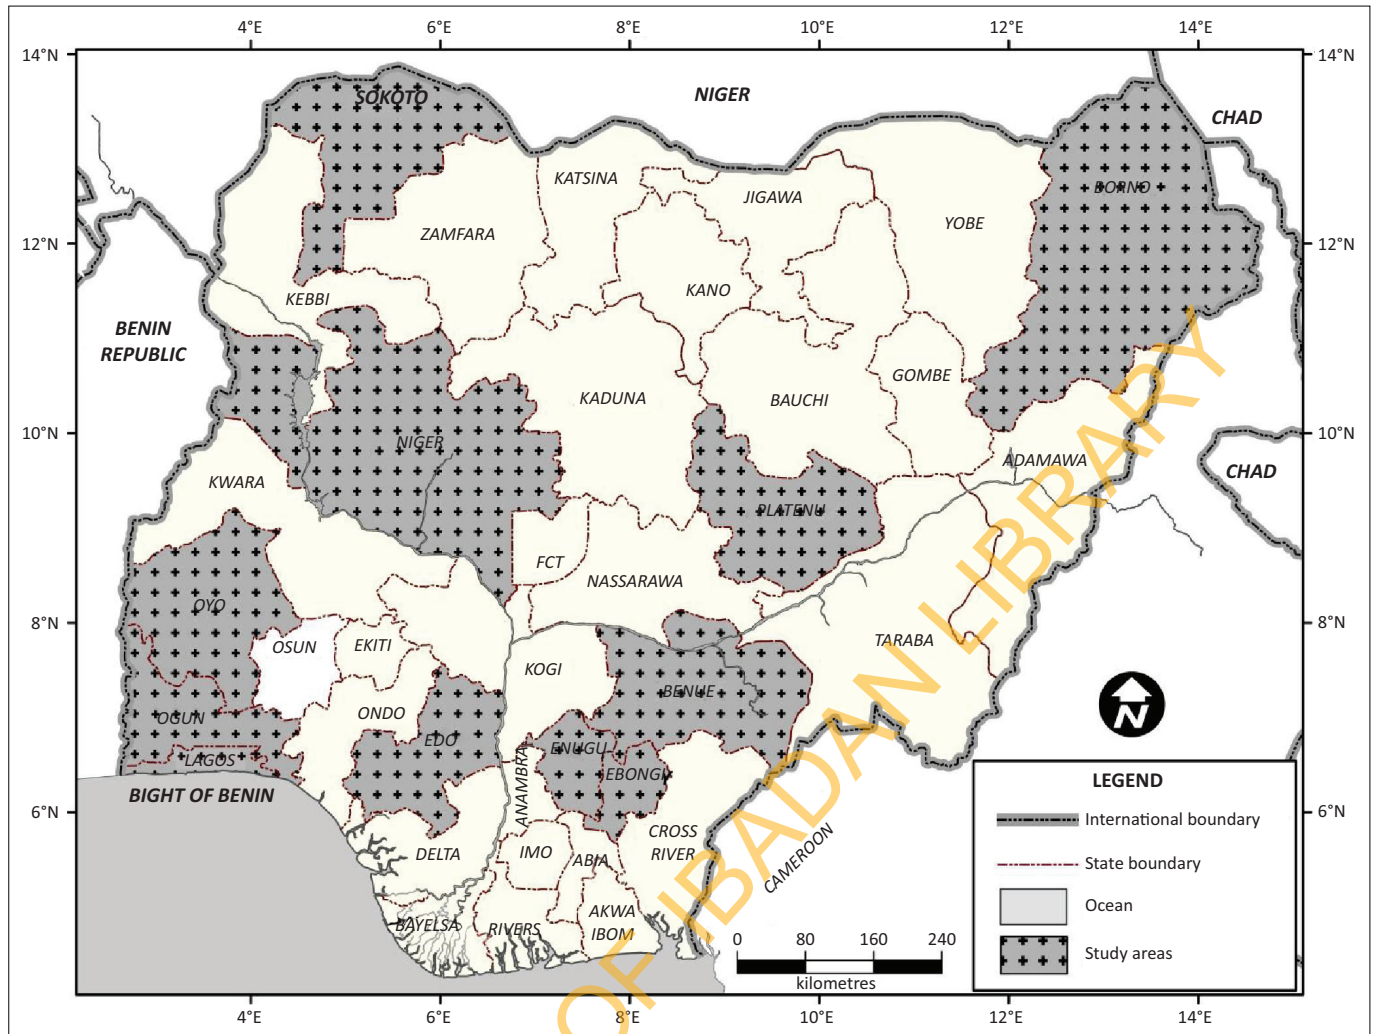 4°E 6°E 8°E 10°E 12°E 14°E
14°N 14°N
SOKOTO
NIGER
CHAD
KATSINA
JIGAWA
BORNO
YOBE
ZAMFARA
12°N 12°N
KEBBI
KANO
BENIN
REPUBLIC
GOMBE
KADUNA
BAUCHI
10°N 10°N
NIGER
ADAMAWA
CHAD
KWARA
PLATENU
FCT
NASSARAWA
OYO
8°N 8°N
OSUN
EKITI
TARABA
KOGI
BENUE
OGUN
ONDO
EDO
ENUGU
LAGOS
EBONGI
ANAMBRA
BIGHT OF BENIN
6°N 6°N
CROSS
RIVER
DELTA
IMO
ABIA
CAMEROON
AKWA
IBOM
BAYELSA
RIVERS
N
LEGEND
International boundary
State boundary
Ocean
Study areas
0 80 160 240
kilometres
4°E 6°E 8°E 10°E 12°E 14°E
OF IBADAN LIBRARY